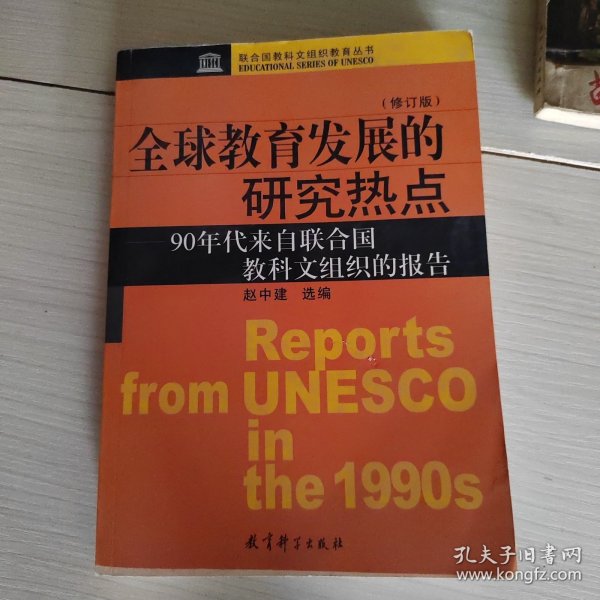 联合国教科文组织教育丛书
EDUCATIONAL SERIES OF UNESCO
(修订版)
全球教育发展的
研究热点
——90年代来自联合国
教科文组织的报告
赵中建 选编
Reports
from UNESCO
in
the 1990s
教育科学出版社
孔夫子旧书网
www.kongfz.com